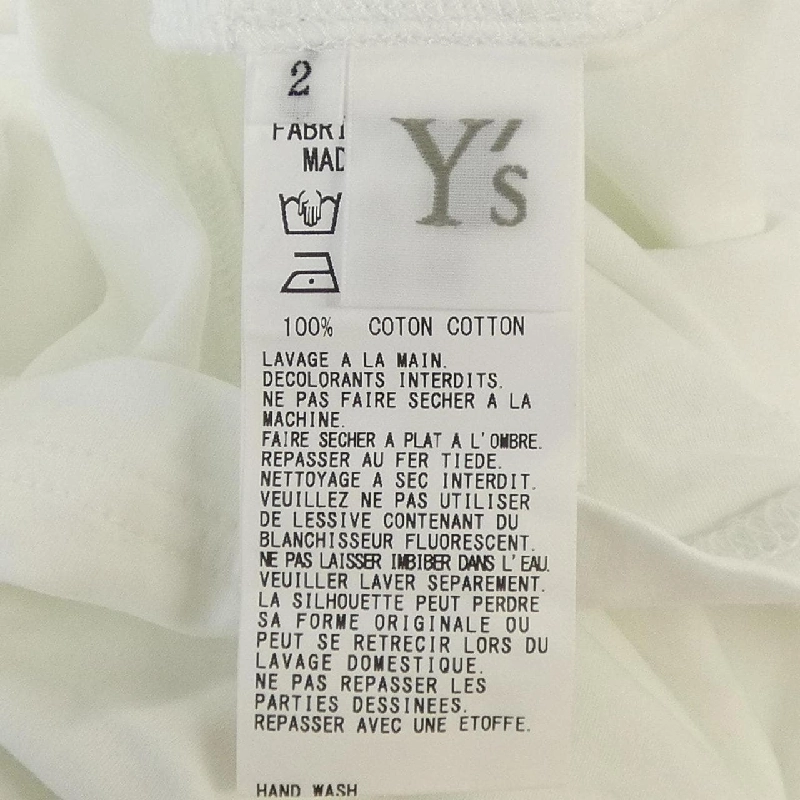 2
Y's
100% COTON COTTON
LAVAGE A LA MAIN.
DECOLORANTS INTERDITS.
NE PAS FAIRE SECHER A LA
MACHINE.
FAIRE SECHER A PLAT A L'OMBRE.
REPASSER AU FER TIEDE.
NETTOYAGE A SEC INTERDIT.
VEUILLEZ NE PAS UTILISER
DE LESSIVE CONTENANT DU
BLANCHISSEUR FLUORESCENT.
NE PAS LAISSER IMBIBER DANS L'EAU.
VEUILLER LAVER SEPAREMENT.
LA SILHOUETTE PEUT PERDRE
SA FORME ORIGINALE OU
PEUT SE RETRECIR LORS DU
LAVAGE DOMESTIQUE.
NE PAS REPASSER LES
PARTIES DESSINEES.
REPASSER AVEC UNE ETOFFE.
HAND WASH